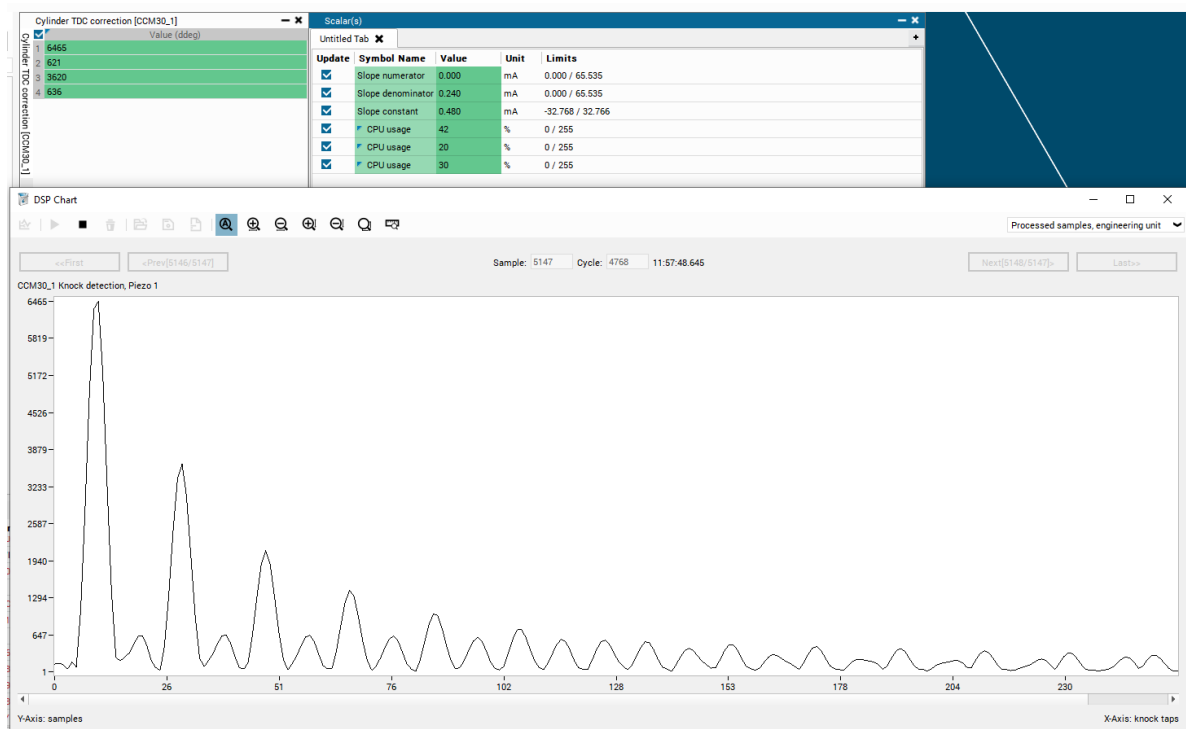 Cylinder TDC correction [CCM30_1]
Cylinder TDC correction [CCM30_1]
Value (ddeg)
1 6465
2 621
3 3620
4 636
Scalar(s)
Untitled Tab
Update Symbol Name Value Unit Limits
Slope numerator 0.000 mA 0.000 / 65.535
Slope denominator 0.240 mA 0.000 / 65.535
Slope constant 0.480 mA -32.768 / 32.766
CPU usage 42 % 0 / 255
CPU usage 20 % 0 / 255
CPU usage 30 % 0 / 255
DSP Chart
Processed samples, engineering unit
<<First <Prev[5146/5147] Sample: 5147 Cycle: 4768 11:57:48.645 Next[5148/5147]> Last>>
CCM30_1 Knock detection, Piezo 1
6465
5819
5172
4526
3879
3233
2587
1940
1294
647
1
0 26 51 76 102 128 153 178 204 230
Y-Axis: samples X-Axis: knock taps